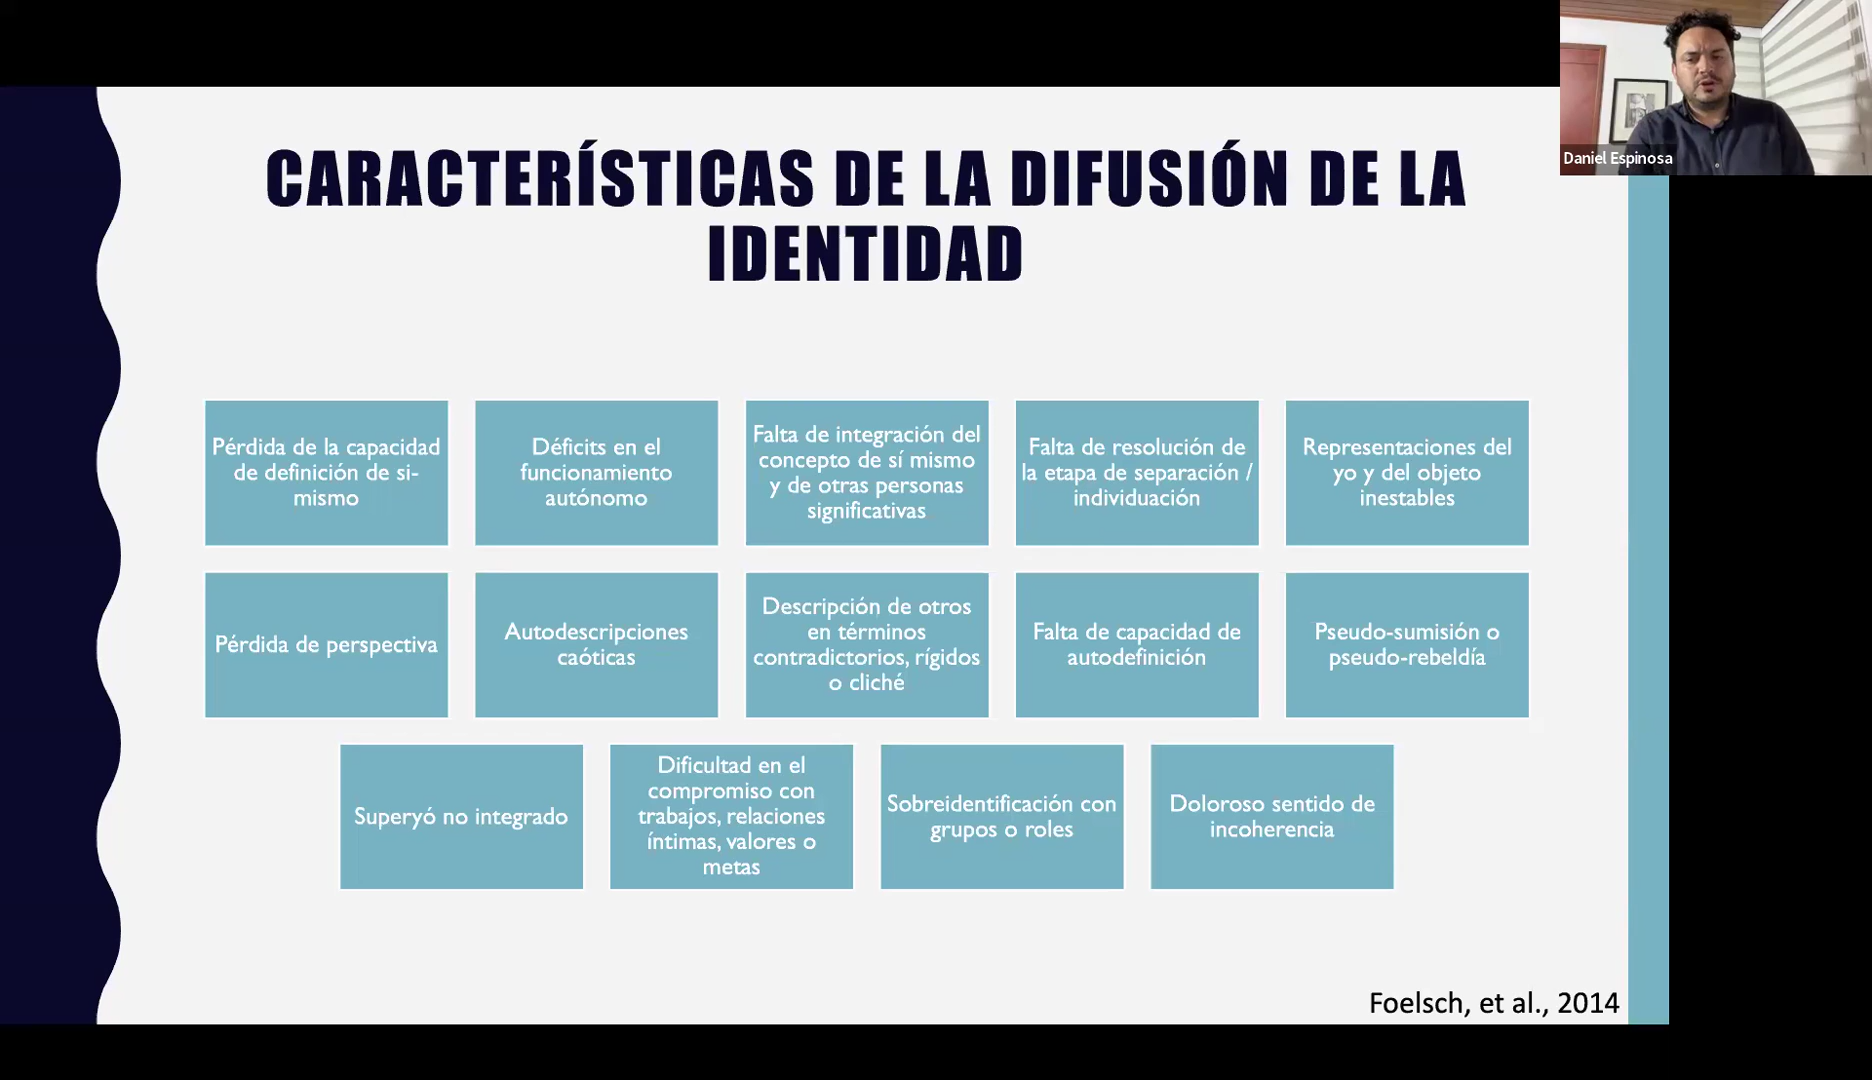 Daniel Espinosa
CARACTERÍSTICAS DE LA DIFUSIÓN DE LA
IDENTIDAD
Pérdida de la capacidad
de definición de si-
mismo
Déficits en el
funcionamiento
autónomo
Falta de integración del
concepto de sí mismo
y de otras personas
significativas
Falta de resolución de
la etapa de separación /
individuación
Representaciones del
yo y del objeto
inestables
Pérdida de perspectiva
Autodescripciones
caóticas
Descripción de otros
en términos
contradictorios, rígidos
o cliché
Falta de capacidad de
autodefinición
Pseudo-sumisión o
pseudo-rebeldía
Superyó no integrado
Dificultad en el
compromiso con
trabajos, relaciones
íntimas, valores o
metas
Sobreidentificación con
grupos o roles
Doloroso sentido de
incoherencia
Foelsch, et al., 2014